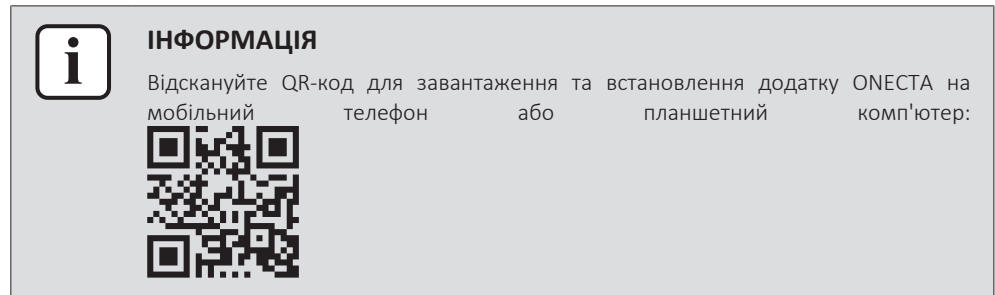 i
ІНФОРМАЦІЯ
Відскануйте QR-код для завантаження та встановлення додатку ONECTA на
мобільний телефон або планшетний комп'ютер: